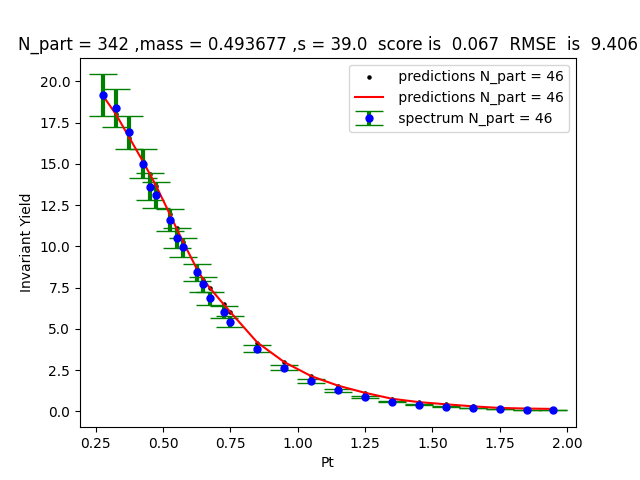 N_part = 342 ,mass = 0.493677 ,s = 39.0  score is  0.067  RMSE  is  9.406
predictions N_part = 46
predictions N_part = 46
spectrum N_part = 46
Invariant Yield
20.0
17.5
15.0
12.5
10.0
7.5
5.0
2.5
0.0
0.25 0.50 0.75 1.00 1.25 1.50 1.75 2.00
Pt